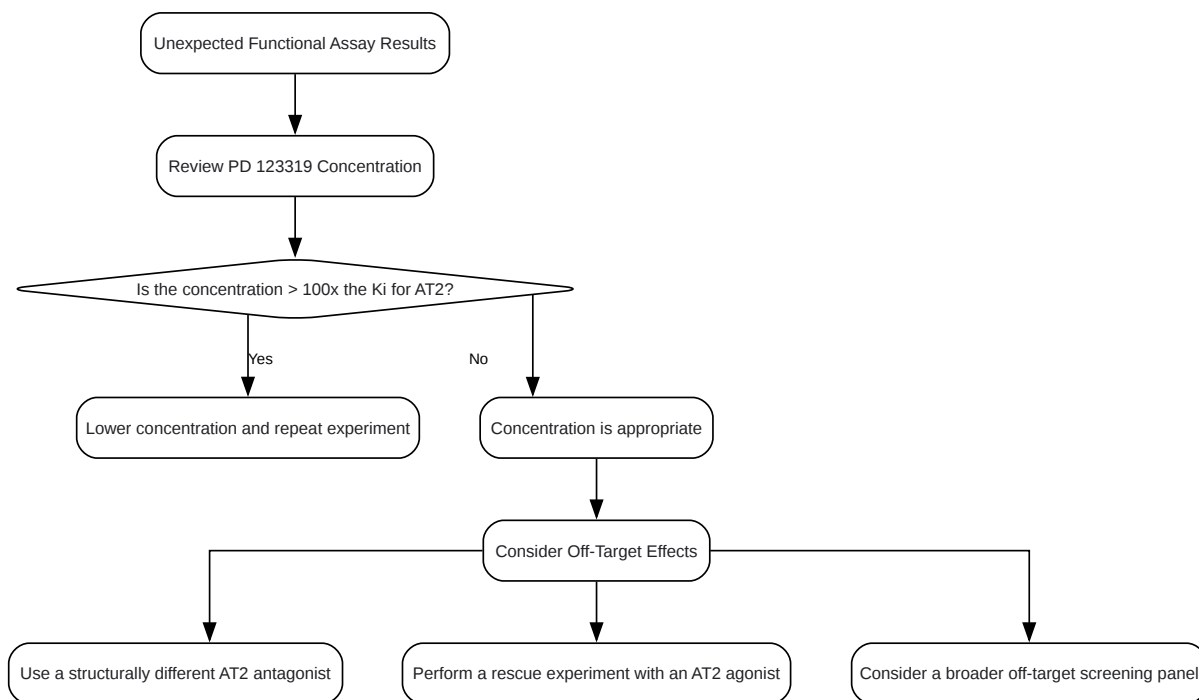 Unexpected Functional Assay Results
Review PD 123319 Concentration
Is the concentration > 100x the Ki for AT2?
Yes
No
Lower concentration and repeat experiment
Concentration is appropriate
Consider Off-Target Effects
Use a structurally different AT2 antagonist
Perform a rescue experiment with an AT2 agonist
Consider a broader off-target screening panel